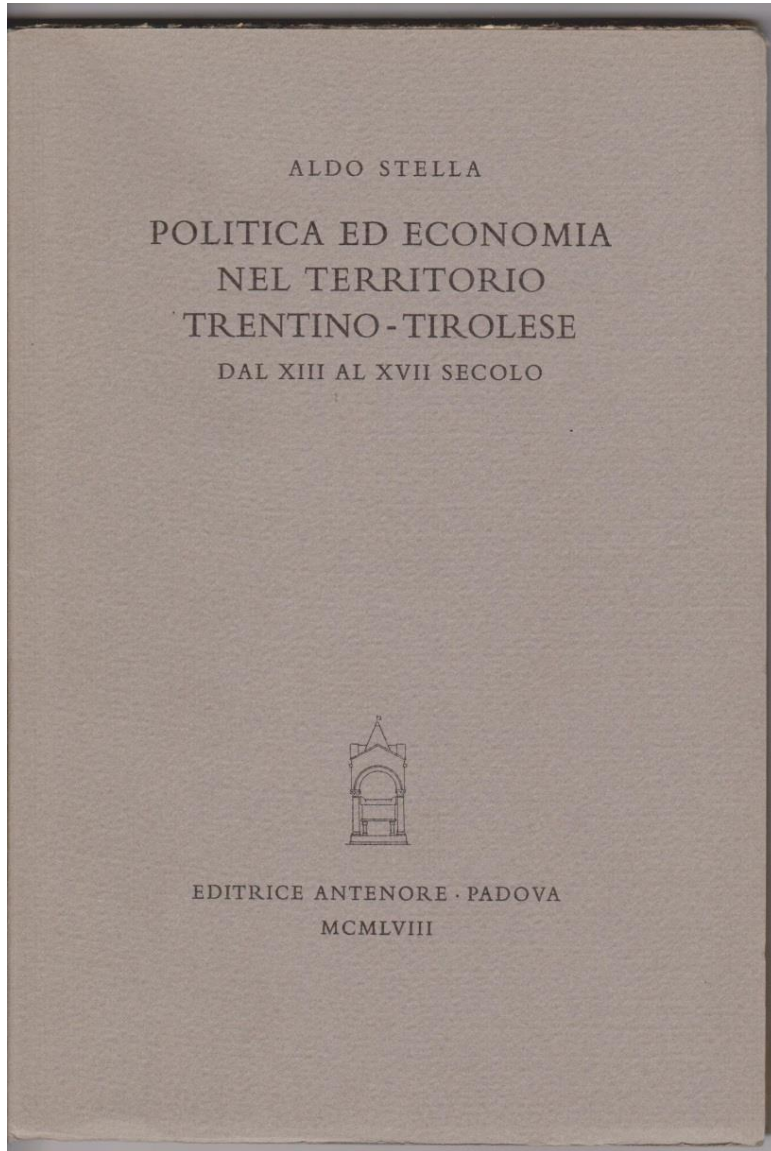 ALDO STELLA
POLITICA ED ECONOMIA
NEL TERRITORIO
TRENTINO-TIROLESE
DAL XIII AL XVII SECOLO
EDITRICE ANTENORE · PADOVA
MCMLVIII